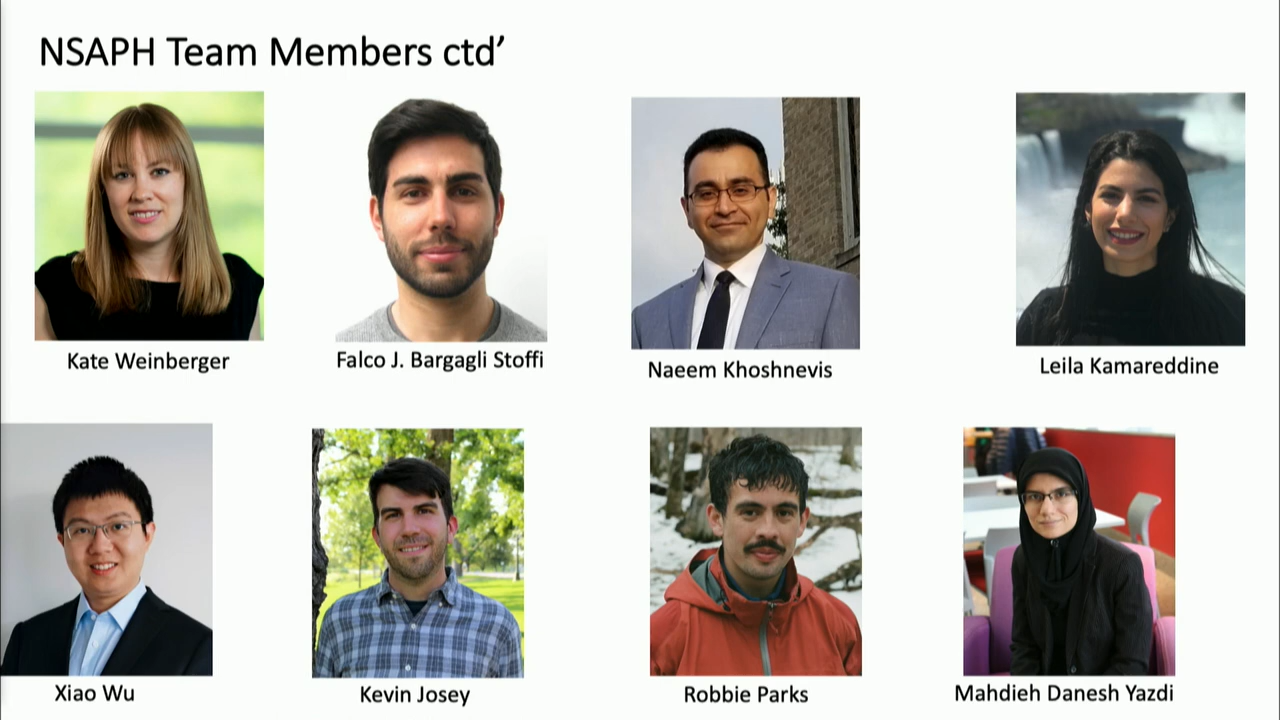 NSAPH Team Members ctd’
Kate Weinberger
Falco J. Bargagli Stoffi
Naeem Khoshnevis
Leila Kamareddine
Xiao Wu
Kevin Josey
Robbie Parks
Mahdieh Danesh Yazdi